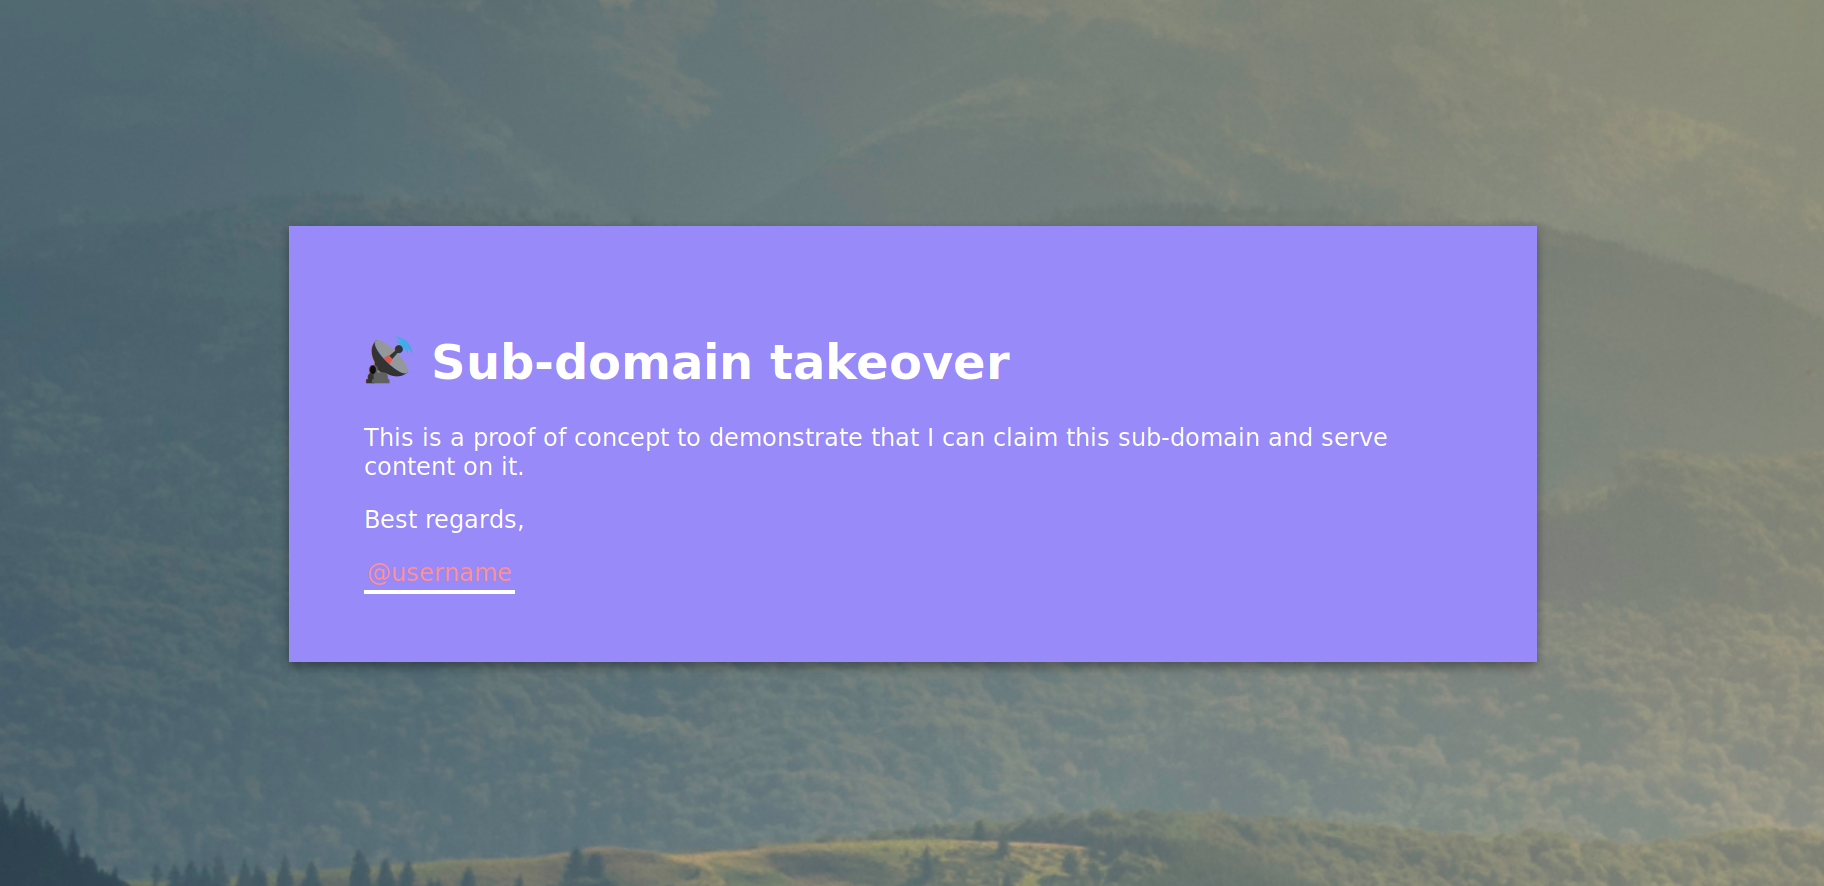 Sub-domain takeover
This is a proof of concept to demonstrate that I can claim this sub-domain and serve
content on it.
Best regards,
@username